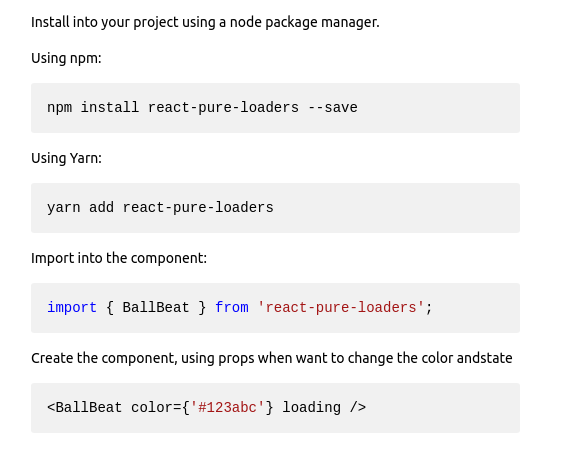 Install into your project using a node package manager.
Using npm:
npm install react-pure-loaders --save
Using Yarn:
yarn add react-pure-loaders
Import into the component:
import { BallBeat } from 'react-pure-loaders';
Create the component, using props when want to change the color andstate
<BallBeat color={'#123abc'} loading />